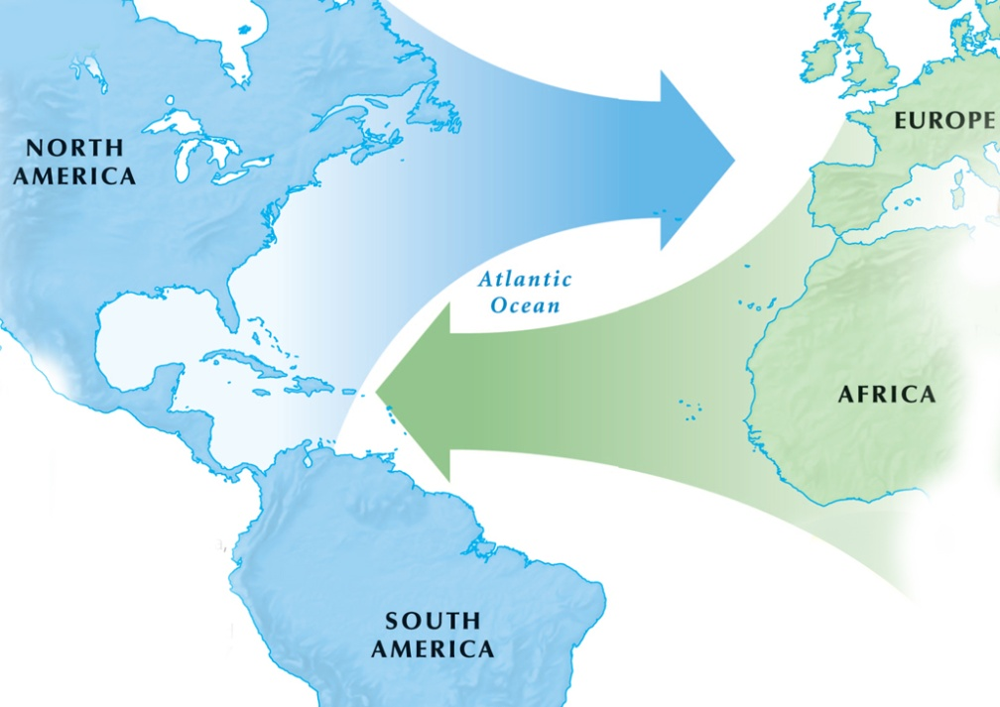 EUROPE
NORTH
AMERICA
Atlantic
Ocean
AFRICA
SOUTH
AMERICA